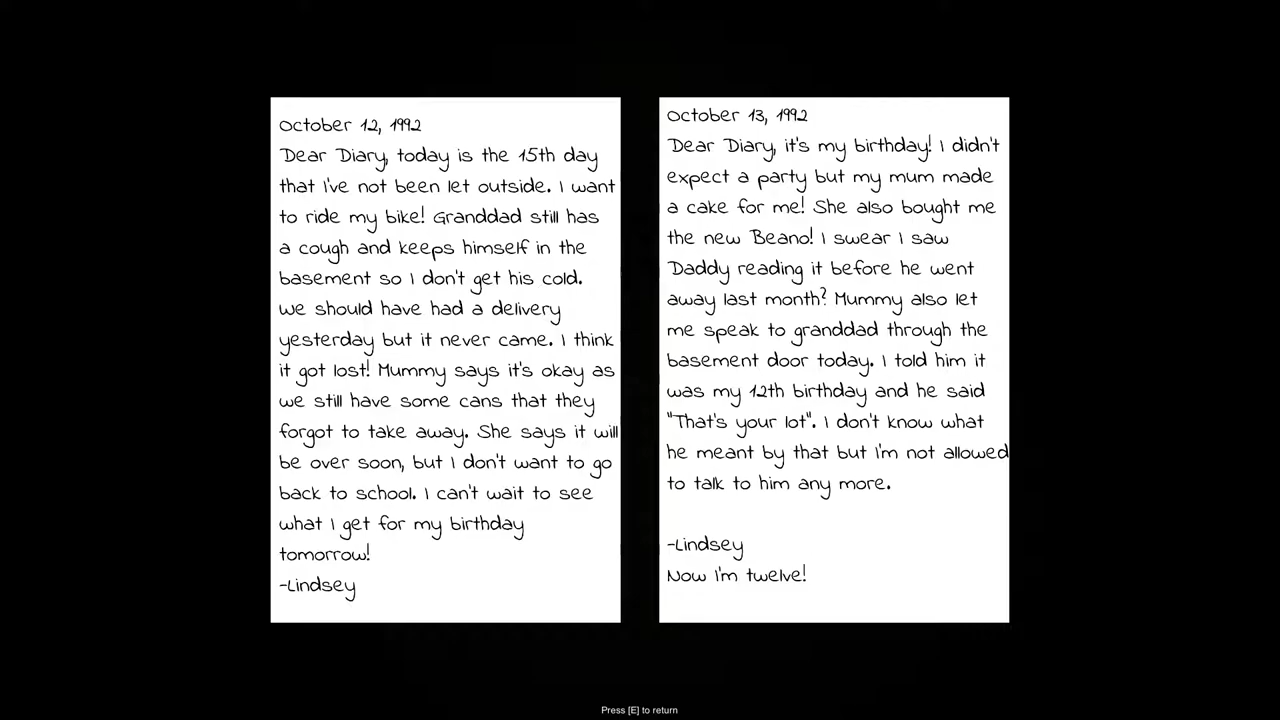 October 12, 1992
Dear Diary, today is the 15th day
that I've not been let outside. I want
to ride my bike! Granddad still has
a cough and keeps himself in the
basement so I don't get his cold.
We should have had a delivery
yesterday but it never came. I think
it got lost! Mummy says it's okay as
we still have some cans that they
forgot to take away. She says it will
be over soon, but I don't want to go
back to school. I can't wait to see
what I get for my birthday
tomorrow!
-Lindsey
October 13, 1992
Dear Diary, it's my birthday! I didn't
expect a party but my mum made
a cake for me! She also bought me
the new Beano! I swear I saw
Daddy reading it before he went
away last month? Mummy also let
me speak to granddad through the
basement door today. I told him it
was my 12th birthday and he said
"That's your lot". I don't know what
he meant by that but I'm not allowed
to talk to him any more.
-Lindsey
Now I'm twelve!
Press [E] to return